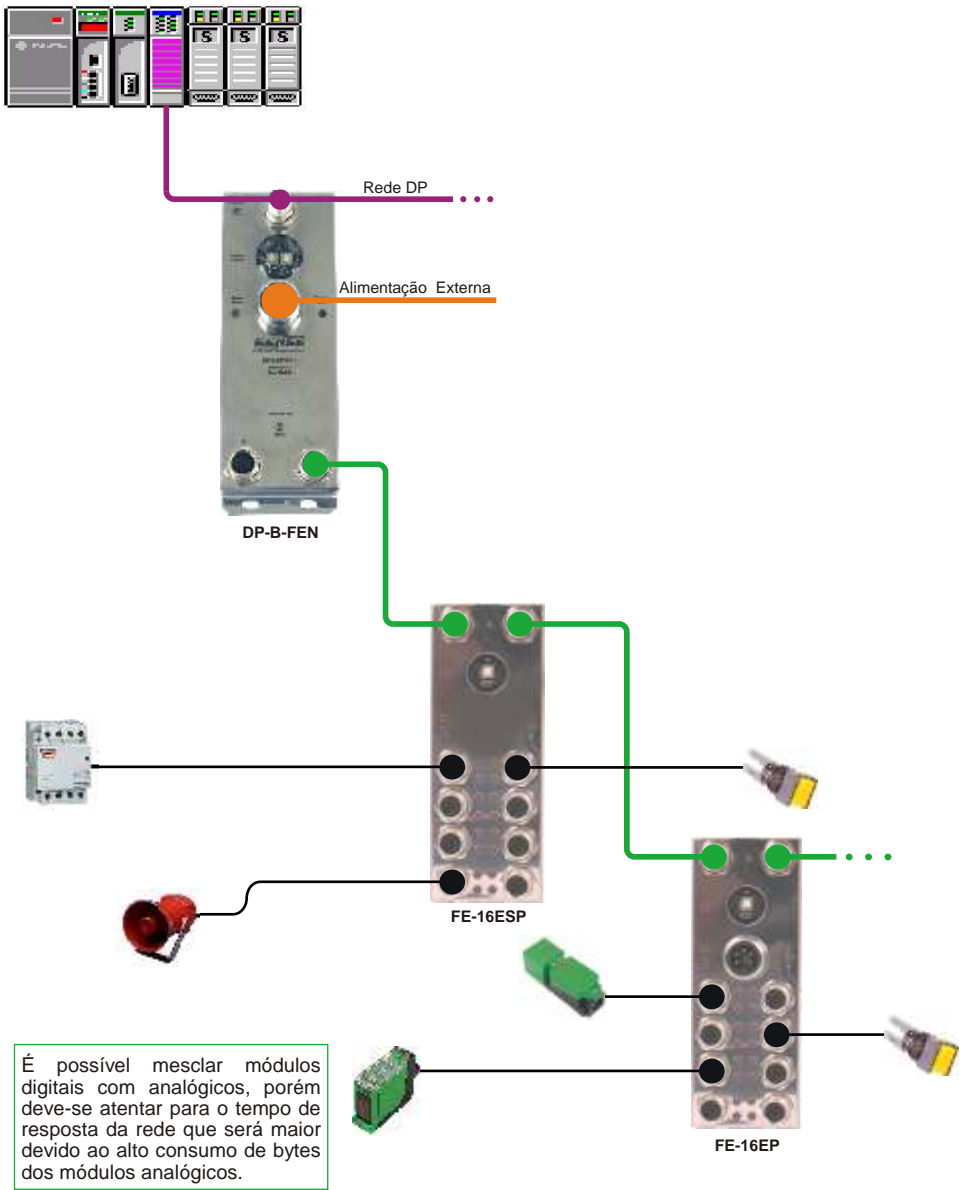 Rede DP
Alimentação Externa
DP-B-FEN
FE-16ESP
FE-16EP
É possível mesclar módulos
digitais com analógicos, porém
deve-se atentar para o tempo de
resposta da rede que será maior
devido ao alto consumo de bytes
dos módulos analógicos.